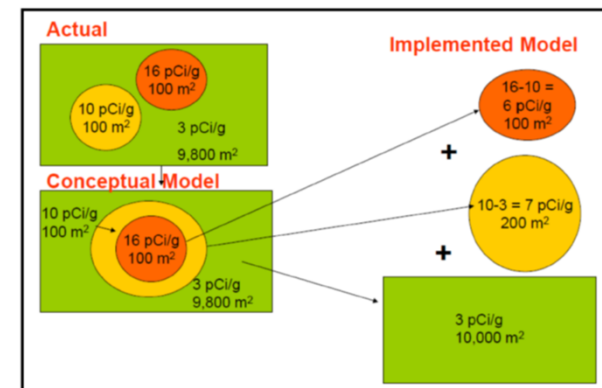 Actual
16 pCi/g
100 m²
10 pCi/g
100 m²
3 pCi/g
9,800 m²
Conceptual Model
10 pCi/g
100 m²
16 pCi/g
100 m²
3 pCi/g
9,800 m²
Implemented Model
16-10 =
6 pCi/g
100 m²
+
10-3 = 7 pCi/g
200 m²
+
3 pCi/g
10,000 m²